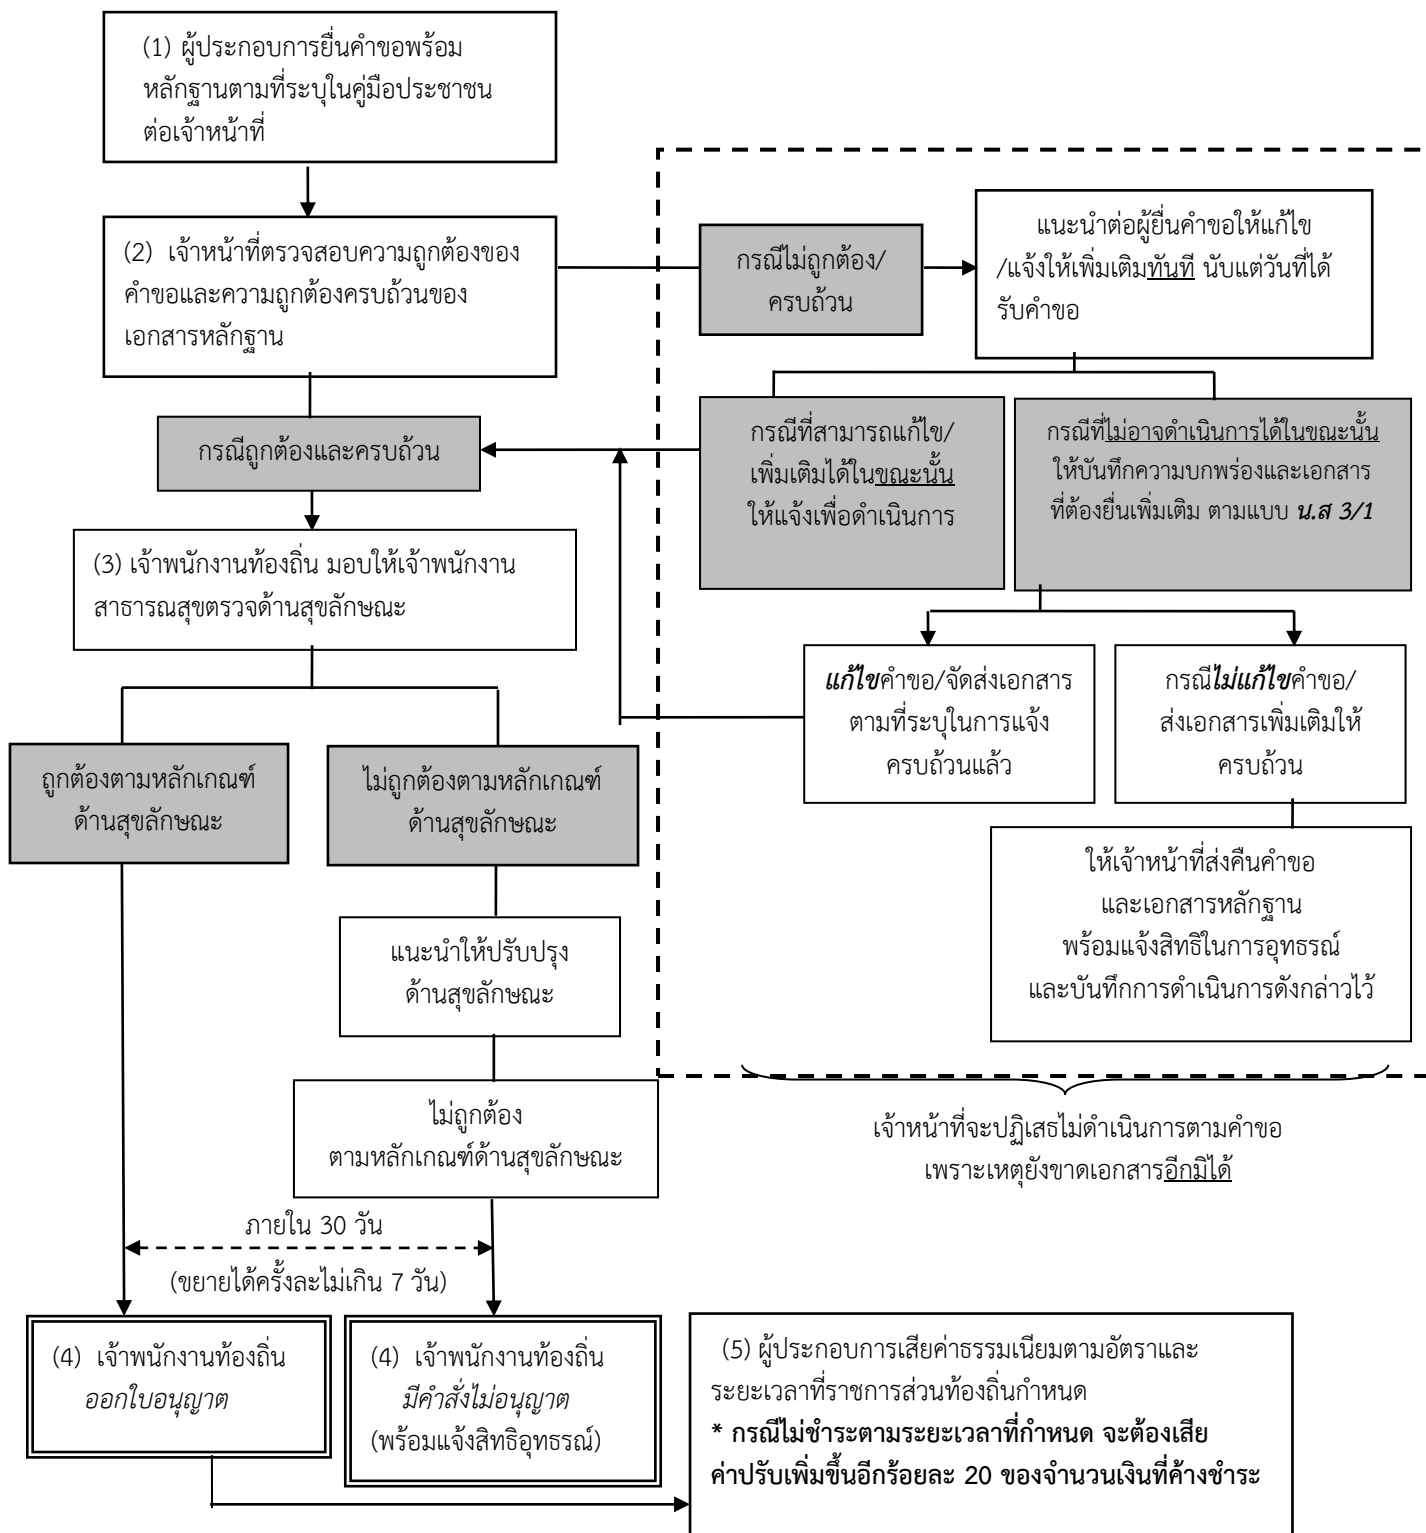 (1) ผู้ประกอบการยื่นคำขอพร้อม
หลักฐานตามที่ระบุในคู่มือประชาชน
ต่อเจ้าหน้าที่
(2) เจ้าหน้าที่ตรวจสอบความถูกต้องของ
คำขอและความถูกต้องครบถ้วนของ
เอกสารหลักฐาน
กรณีไม่ถูกต้อง/
ครบถ้วน
แนะนำต่อผู้ยื่นคำขอให้แก้ไข
/แจ้งให้เพิ่มเติมทันที นับแต่วันที่ได้
รับคำขอ
กรณีถูกต้องและครบถ้วน
กรณีที่สามารถแก้ไข/
เพิ่มเติมได้ในขณะนั้น
ให้แจ้งเพื่อดำเนินการ
กรณีที่ไม่อาจดำเนินการได้ในขณะนั้น
ให้บันทึกความบกพร่องและเอกสาร
ที่ต้องยื่นเพิ่มเติม ตามแบบ น.ส 3/1
(3) เจ้าพนักงานท้องถิ่น มอบให้เจ้าพนักงาน
สาธารณสุขตรวจด้านสุขลักษณะ
แก้ไขคำขอ/จัดส่งเอกสาร
ตามที่ระบุในการแจ้ง
ครบถ้วนแล้ว
กรณีไม่แก้ไขคำขอ/
ส่งเอกสารเพิ่มเติมให้
ครบถ้วน
ถูกต้องตามหลักเกณฑ์
ด้านสุขลักษณะ
ไม่ถูกต้องตามหลักเกณฑ์
ด้านสุขลักษณะ
ให้เจ้าหน้าที่ส่งคืนคำขอ
และเอกสารหลักฐาน
พร้อมแจ้งสิทธิในการอุทธรณ์
และบันทึกการดำเนินการดังกล่าวไว้
แนะนำให้ปรับปรุง
ด้านสุขลักษณะ
ไม่ถูกต้อง
ตามหลักเกณฑ์ด้านสุขลักษณะ
เจ้าหน้าที่จะปฏิเสธไม่ดำเนินการตามคำขอ
เพราะเหตุยังขาดเอกสารอีกมิได้
ภายใน 30 วัน
(ขยายได้ครั้งละไม่เกิน 7 วัน)
(4) เจ้าพนักงานท้องถิ่น
ออกใบอนุญาต
(4) เจ้าพนักงานท้องถิ่น
มีคำสั่งไม่อนุญาต
(พร้อมแจ้งสิทธิอุทธรณ์)
(5) ผู้ประกอบการเสียค่าธรรมเนียมตามอัตราและ
ระยะเวลาที่ราชการส่วนท้องถิ่นกำหนด
* กรณีไม่ชำระตามระยะเวลาที่กำหนด จะต้องเสีย
ค่าปรับเพิ่มขึ้นอีกร้อยละ 20 ของจำนวนเงินที่ค้างชำระ